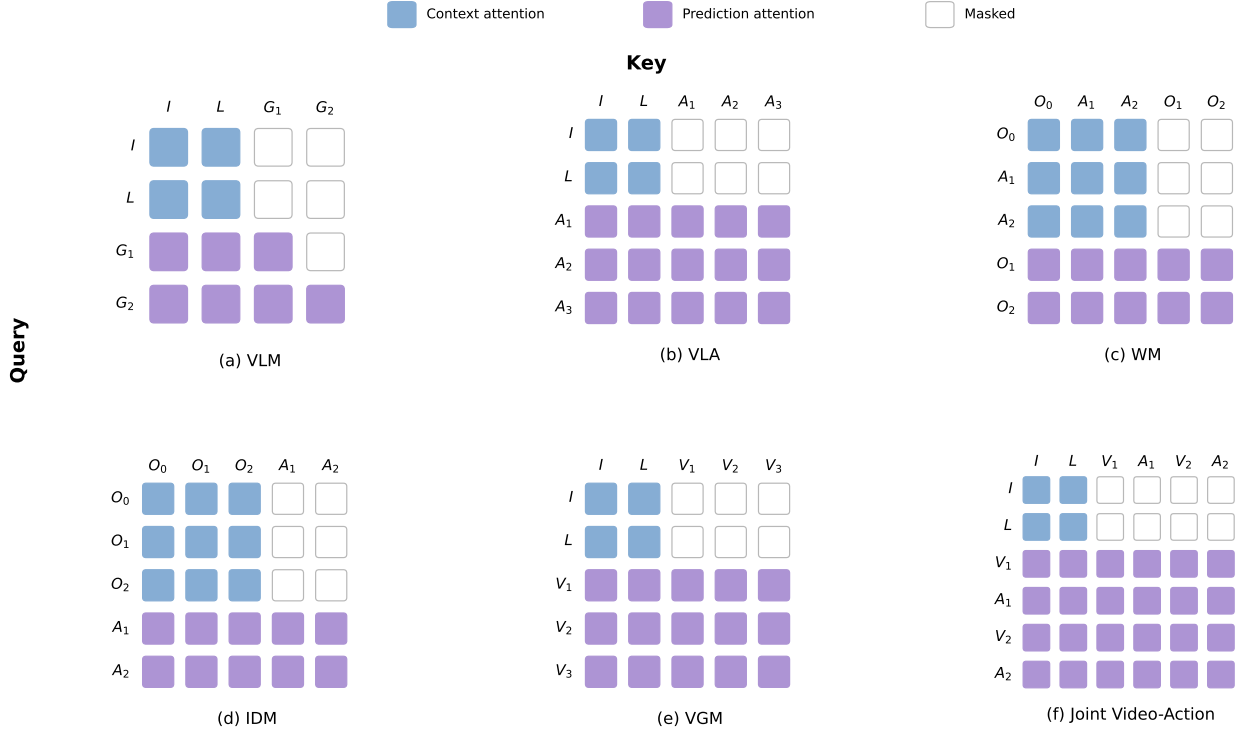 Context attention Prediction attention Masked
Key
Query
I L G₁ G₂
I
L
G₁
G₂
(a) VLM
I L A₁ A₂ A₃
I
L
A₁
A₂
A₃
(b) VLA
O₀ A₁ A₂ O₁ O₂
O₀
A₁
A₂
O₁
O₂
(c) WM
O₀ O₁ O₂ A₁ A₂
O₀
O₁
O₂
A₁
A₂
(d) IDM
I L V₁ V₂ V₃
I
L
V₁
V₂
V₃
(e) VGM
I L V₁ A₁ V₂ A₂
I
L
V₁
A₁
V₂
A₂
(f) Joint Video-Action